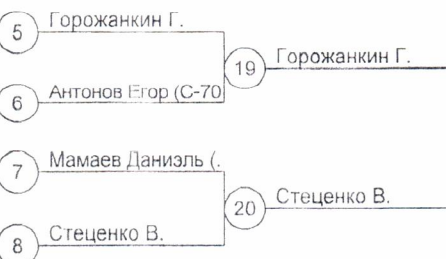 5 Горожанкин Г.
19 Горожанкин Г.
6 Антонов Егор (С-70
7 Мамаев Даниэль (.
20 Стеценко В.
8 Стеценко В.